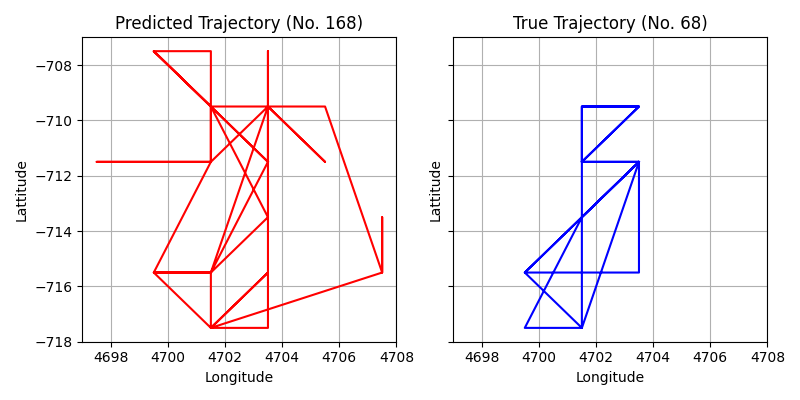 Predicted Trajectory (No. 168)
True Trajectory (No. 68)
−708
−710
−712
−714
−716
−718
Lattitude
Lattitude
4698 4700 4702 4704 4706 4708
4698 4700 4702 4704 4706 4708
Longitude
Longitude